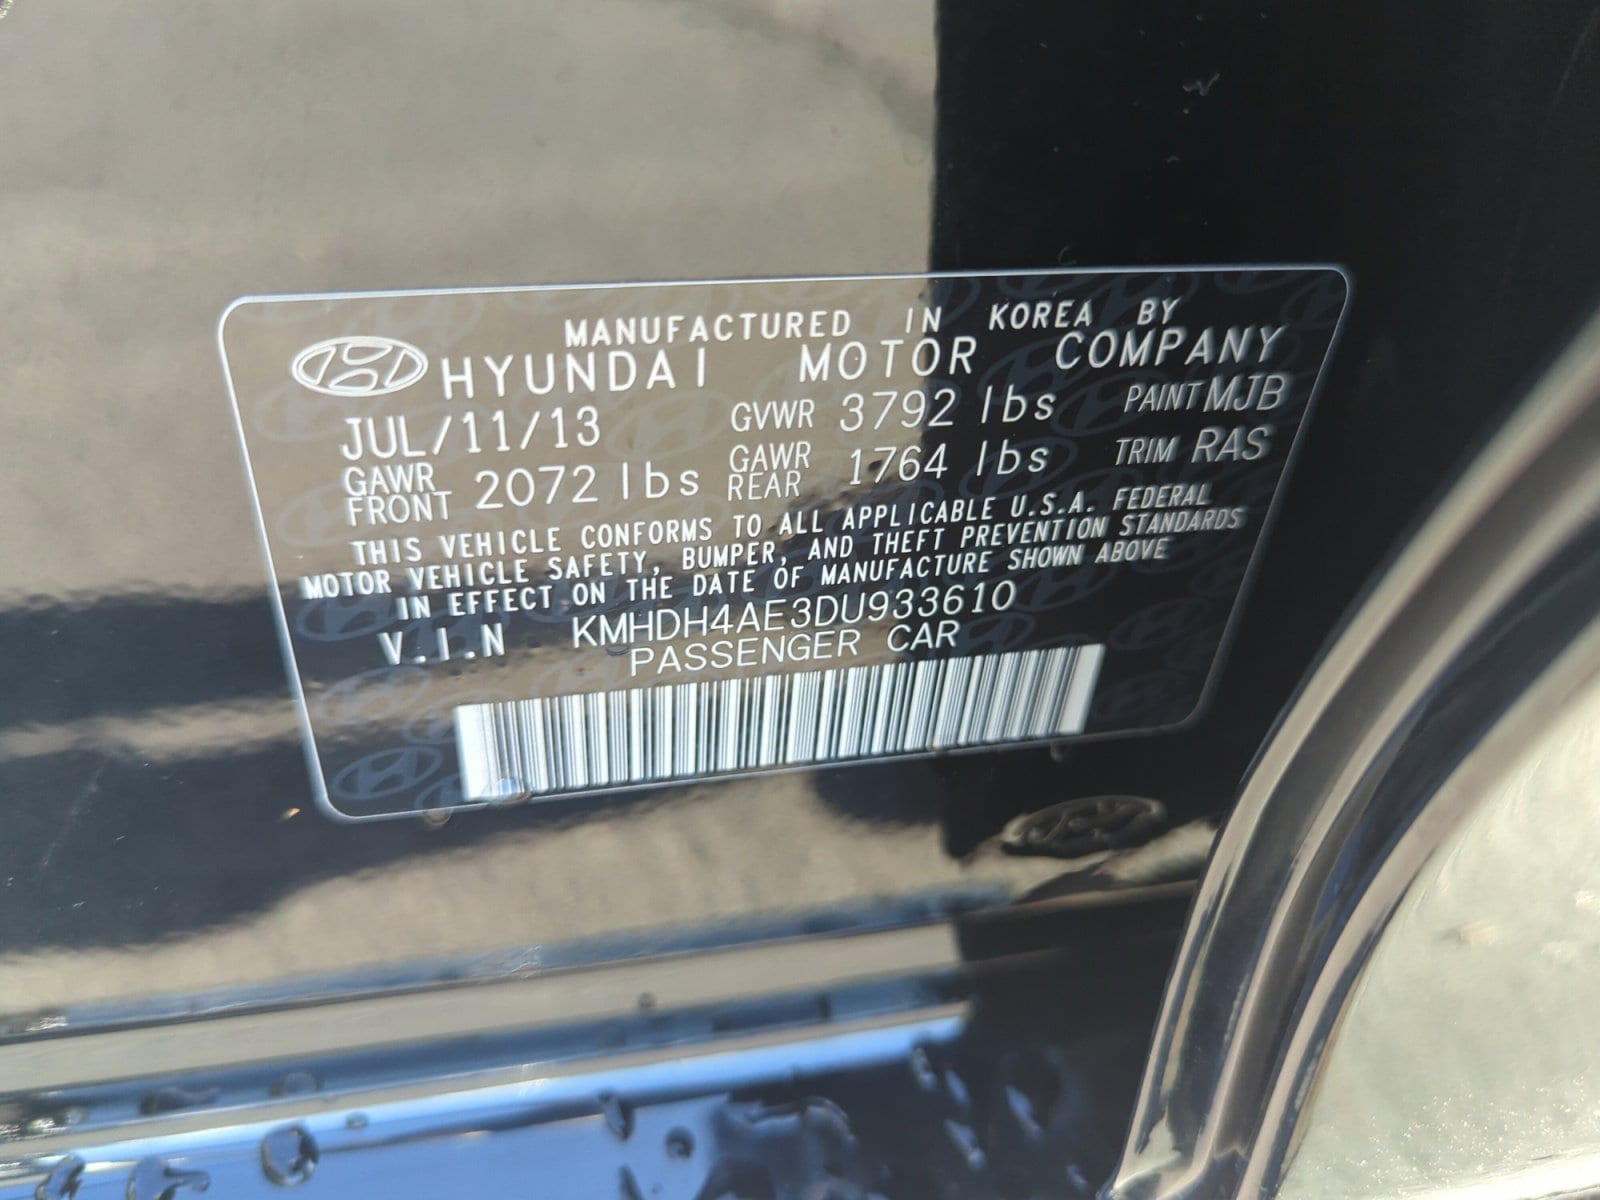 MANUFACTURED IN KOREA BY
HYUNDAI MOTOR COMPANY
JUL/11/13 GVWR 3792 lbs PAINT MJB
GAWR FRONT 2072 lbs GAWR REAR 1764 lbs TRIM RAS
THIS VEHICLE CONFORMS TO ALL APPLICABLE U.S.A. FEDERAL
MOTOR VEHICLE SAFETY, BUMPER, AND THEFT PREVENTION STANDARDS
IN EFFECT ON THE DATE OF MANUFACTURE SHOWN ABOVE
V.I.N KMHDH4AE3DU933610
PASSENGER CAR